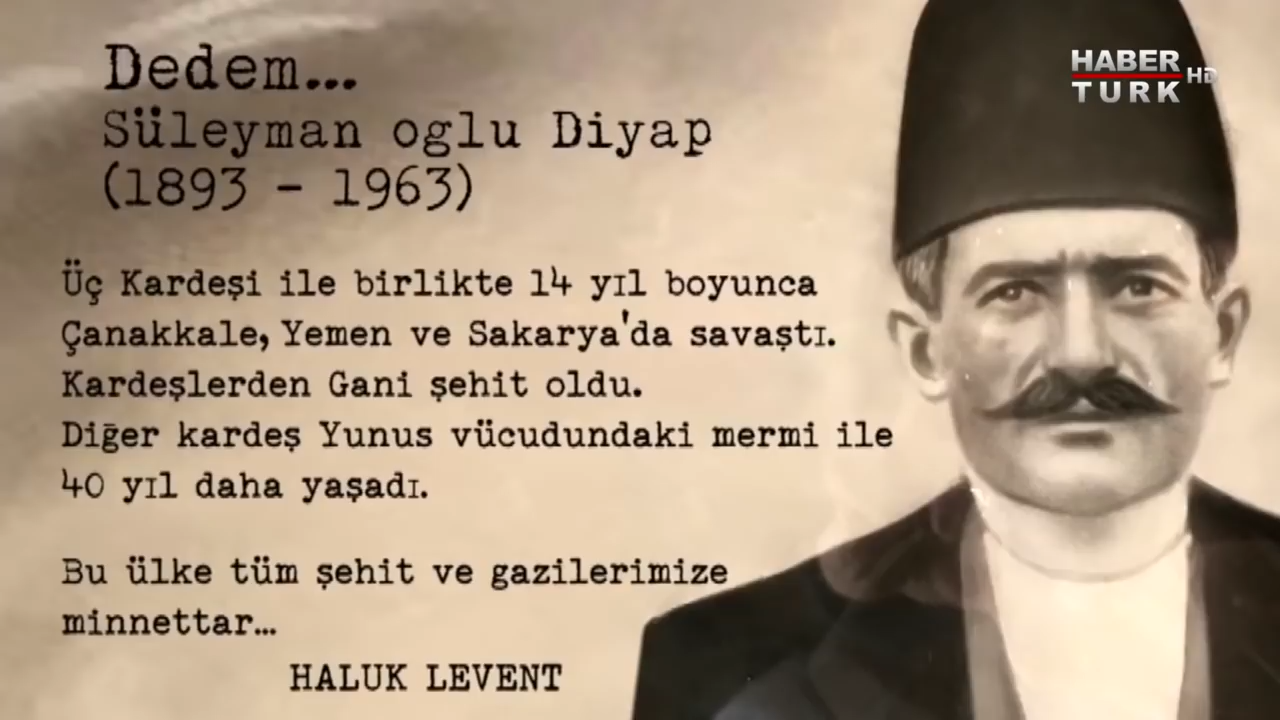 Dedem...
Süleyman oglu Diyap
(1893 - 1963)
HABER
TURK HD
Üç Kardeşi ile birlikte 14 yıl boyunca
Çanakkale, Yemen ve Sakarya'da savaştı.
Kardeşlerden Gani şehit oldu.
Diğer kardeş Yunus vücudundaki mermi ile
40 yıl daha yaşadı.
Bu ülke tüm şehit ve gazilerimize
minnettar...
HALUK LEVENT